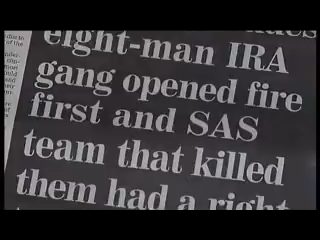 eight-man IRA
gang opened fire
first and SAS
team that killed
them had a right